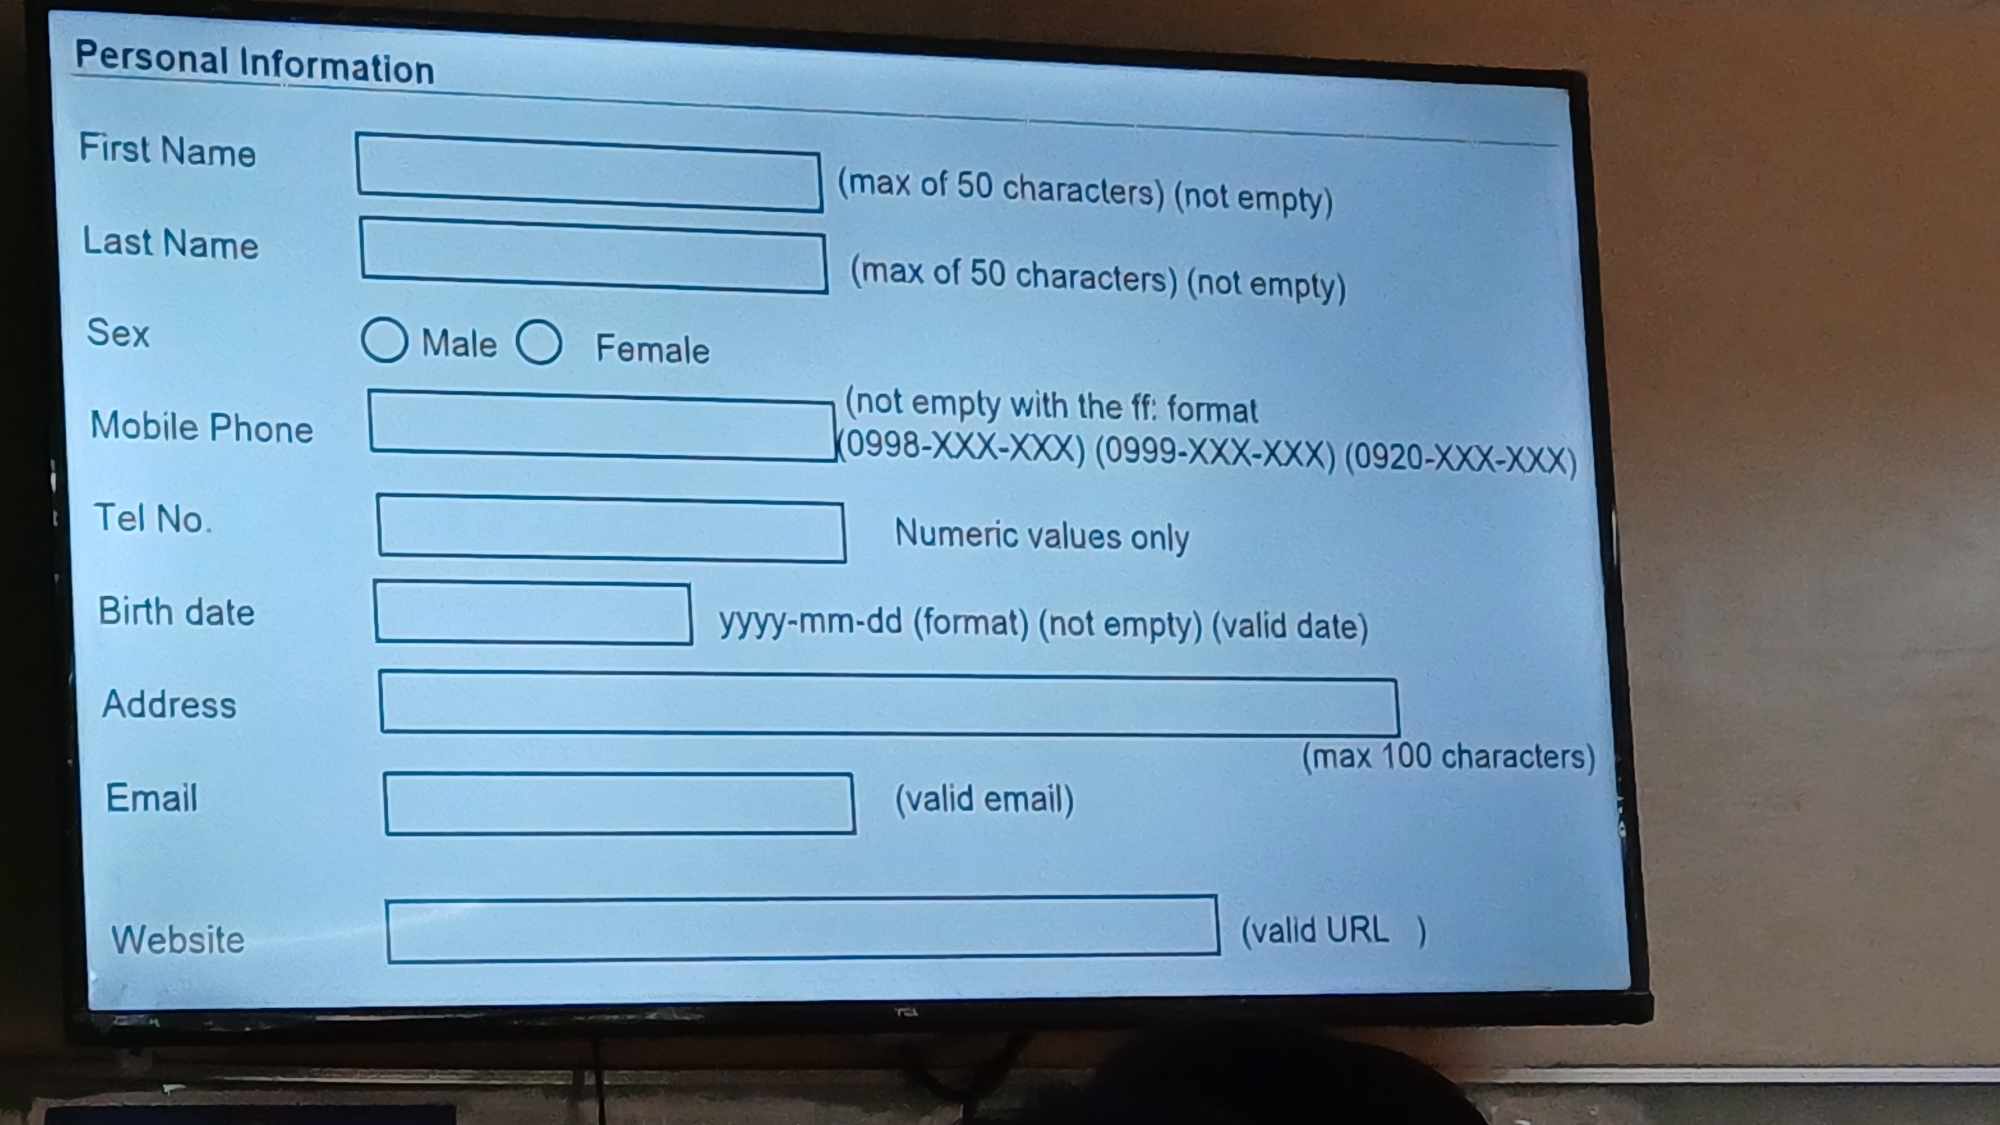 Personal Information
First Name
(max of 50 characters) (not empty)
Last Name
(max of 50 characters) (not empty)
Sex
Male
Female
Mobile Phone
(not empty with the ff: format
(0998-XXX-XXX) (0999-XXX-XXX) (0920-XXX-XXX)
Tel No.
Numeric values only
Birth date
yyyy-mm-dd (format) (not empty) (valid date)
Address
(max 100 characters)
Email
(valid email)
Website
(valid URL )
TCL